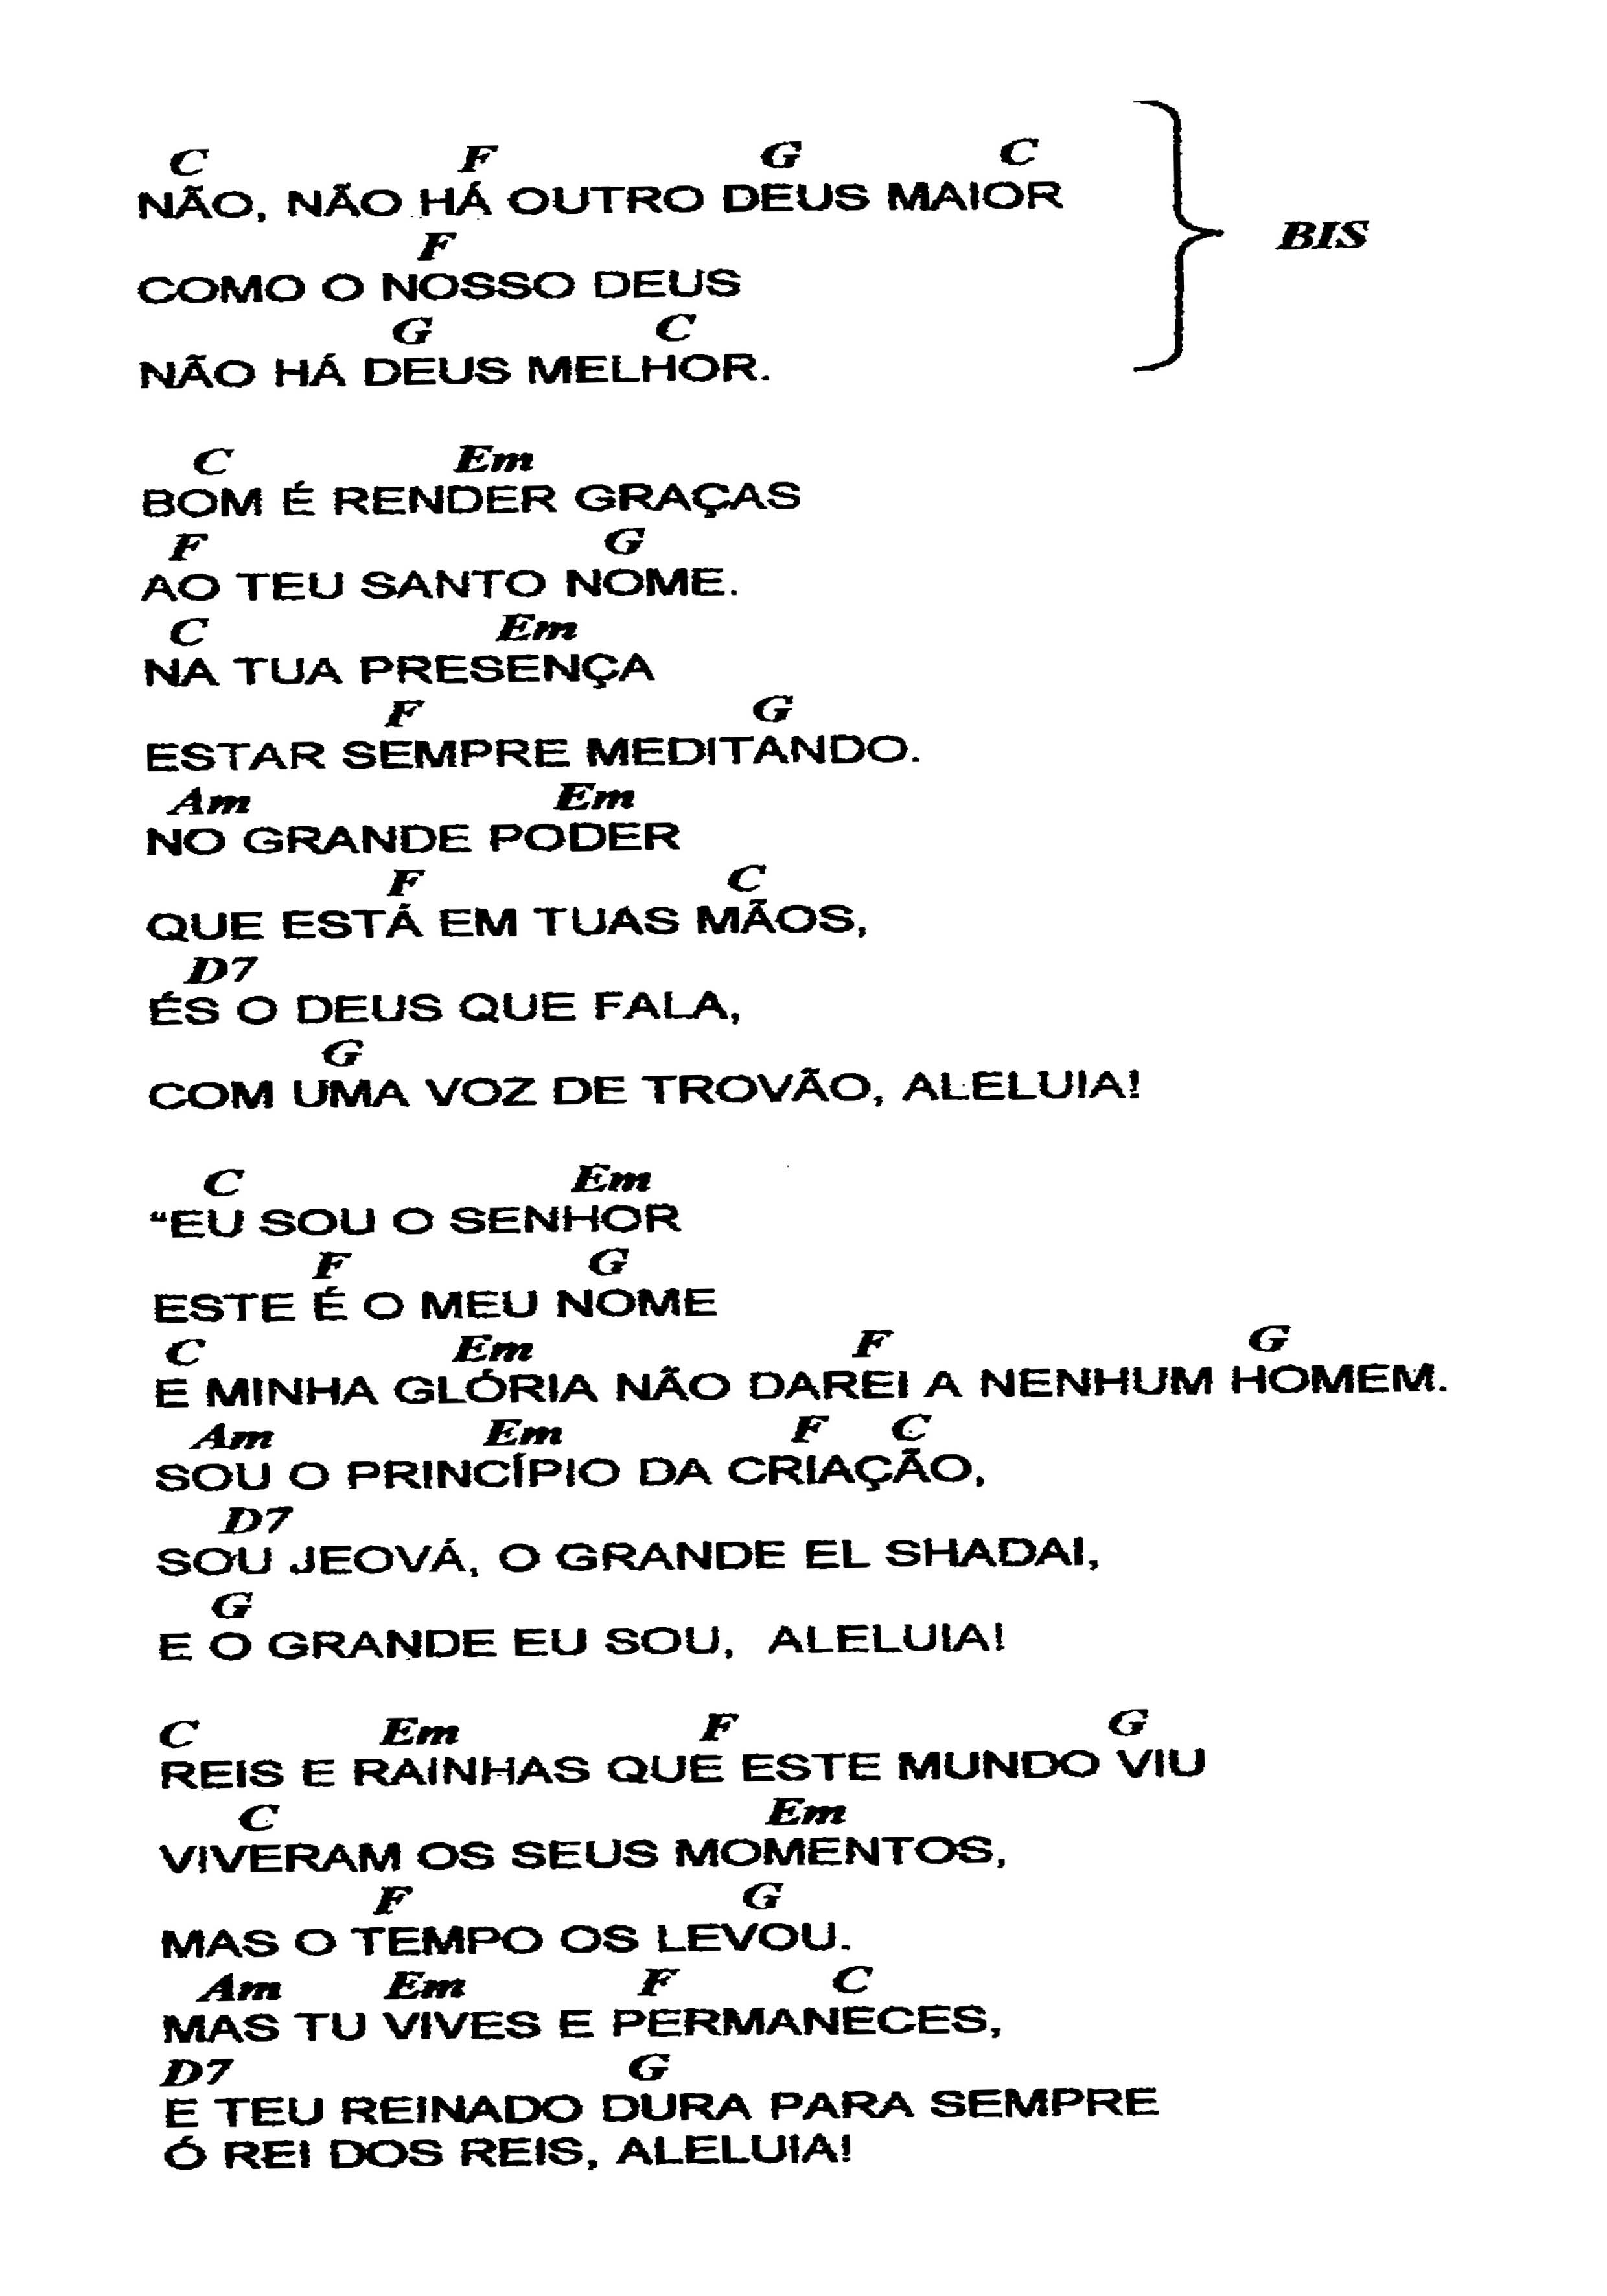 C F G C
NÃO, NÃO HÁ OUTRO DEUS MAIOR
F
BIS
COMO O NOSSO DEUS
G C
NÃO HÁ DEUS MELHOR.
C Em
BOM É RENDER GRAÇAS
F G
AO TEU SANTO NOME.
C Em
NA TUA PRESENÇA
F G
ESTAR SEMPRE MEDITANDO.
Am Em
NO GRANDE PODER
F C
QUE ESTÁ EM TUAS MÃOS,
D7
ÉS O DEUS QUE FALA,
G
COM UMA VOZ DE TROVÃO, ALELUIA!
C Em
“EU SOU O SENHOR
F G
ESTE É O MEU NOME
C Em F G
E MINHA GLÓRIA NÃO DAREI A NENHUM HOMEM.
Am Em F C
SOU O PRINCÍPIO DA CRIAÇÃO,
D7
SOU JEOVÁ, O GRANDE EL SHADAI,
G
E O GRANDE EU SOU, ALELUIA!
C Em F G
REIS E RAINHAS QUE ESTE MUNDO VIU
C Em
VIVERAM OS SEUS MOMENTOS,
F G
MAS O TEMPO OS LEVOU.
Am Em F C
MAS TU VIVES E PERMANECES,
D7 G
E TEU REINADO DURA PARA SEMPRE
Ó REI DOS REIS, ALELUIA!